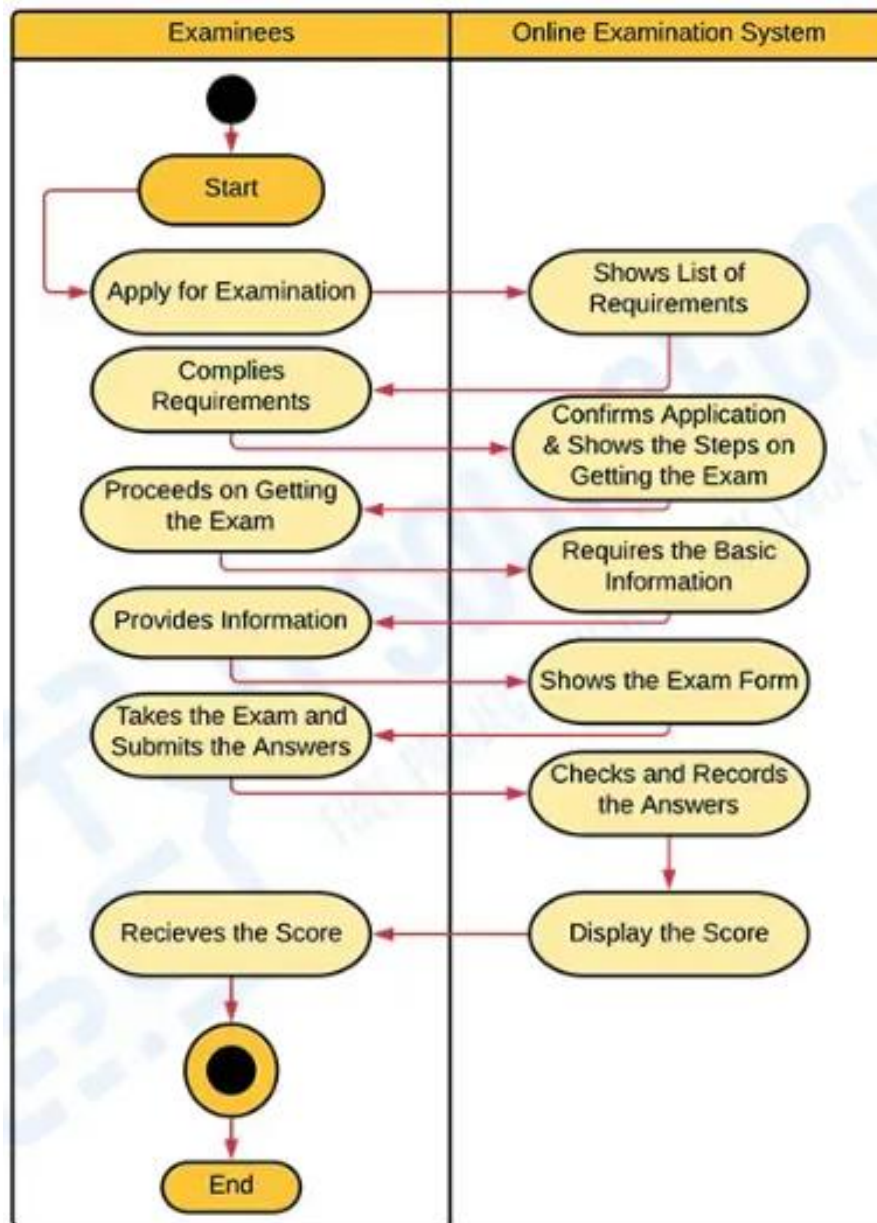 Examinees
Online Examination System
Start
Apply for Examination
Shows List of
Requirements
Complies
Requirements
Confirms Application
& Shows the Steps on
Getting the Exam
Proceeds on Getting
the Exam
Requires the Basic
Information
Provides Information
Shows the Exam Form
Takes the Exam and
Submits the Answers
Checks and Records
the Answers
Recieves the Score
Display the Score
End